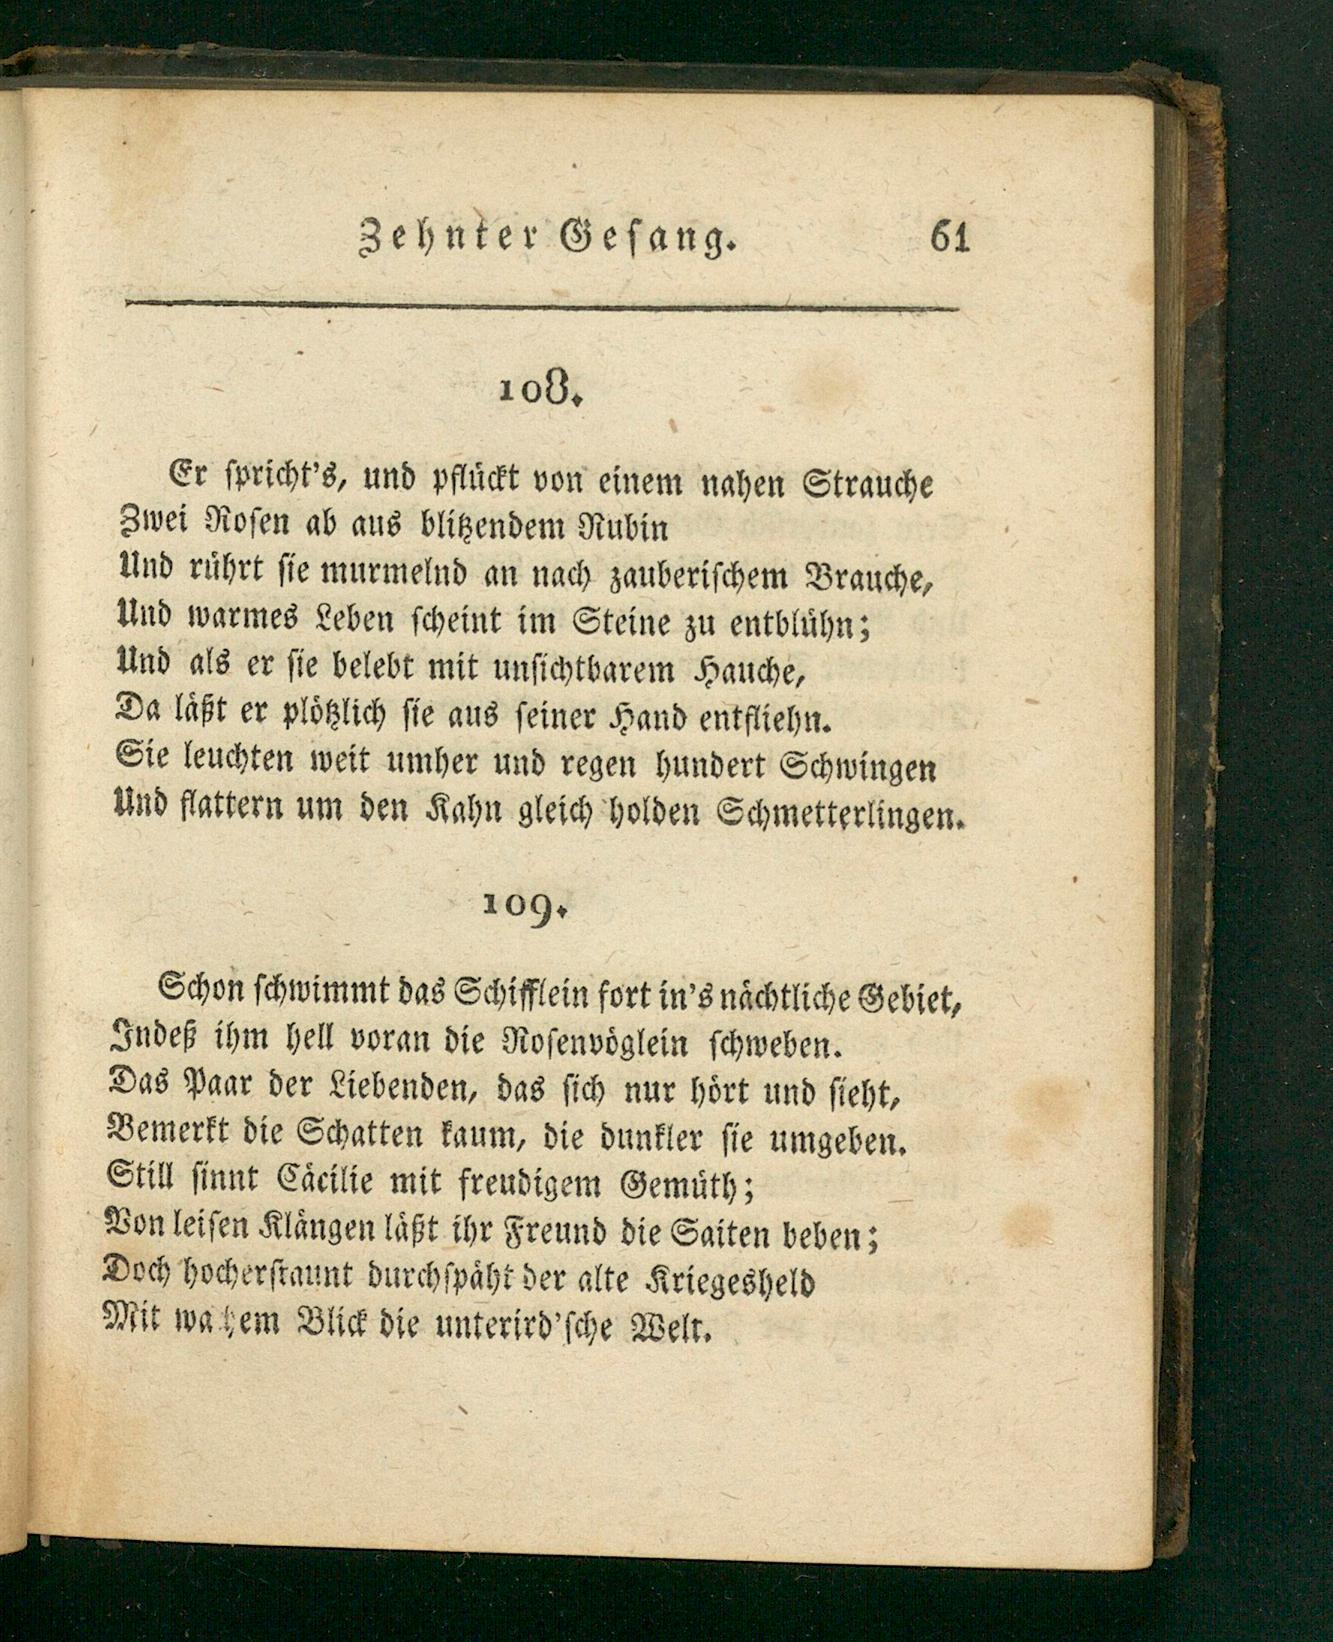 Zehnter Gesang. 61
108.
Er spricht's, und pflückt von einem nahen Strauche
Zwei Rosen ab aus blitzendem Rubin
Und rührt sie murmelnd an nach zauberischem Brauche,
Und warmes Leben scheint im Steine zu entblühn;
Und als er sie belebt mit unsichtbarem Hauche,
Da läßt er plötzlich sie aus seiner Hand entfliehn.
Sie leuchten weit umher und regen hundert Schwingen
Und flattern um den Kahn gleich holden Schmetterlingen.
109.
Schon schwimmt das Schifflein fort in's nächtliche Gebiet,
Indeß ihm hell voran die Rosenvöglein schweben.
Das Paar der Liebenden, das sich nur hört und sieht,
Bemerkt die Schatten kaum, die dunkler sie umgeben.
Still sinnt Cäcilie mit freudigem Gemüth;
Von leisen Klängen läßt ihr Freund die Saiten beben;
Doch hocherstaunt durchspäht der alte Kriegesheld
Mit Blick die unterird'sche Welt.